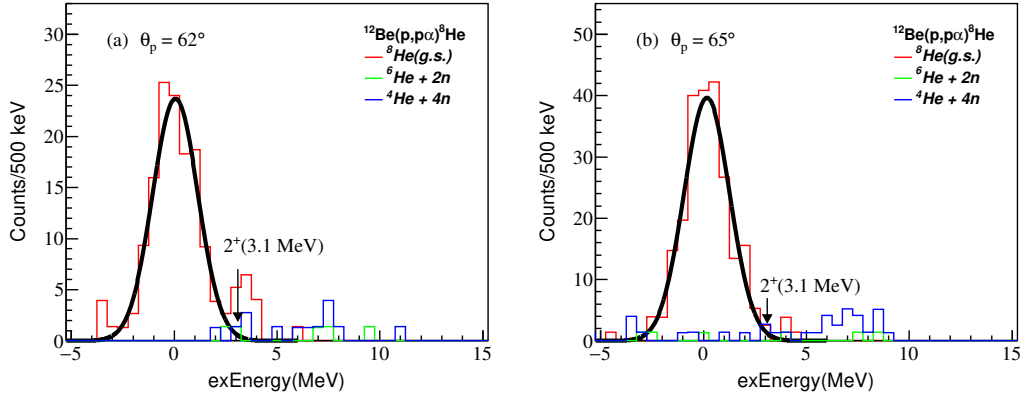 (a) θp = 62°
¹²Be(p,pα)⁸He
⁸He(g.s.)
⁶He + 2n
⁴He + 4n
2⁺(3.1 MeV)
Counts/500 keV
30
25
20
15
10
5
0
−5 0 5 10 15
exEnergy(MeV)
(b) θp = 65°
¹²Be(p,pα)⁸He
⁸He(g.s.)
⁶He + 2n
⁴He + 4n
2⁺(3.1 MeV)
Counts/500 keV
50
40
30
20
10
0
−5 0 5 10 15
exEnergy(MeV)